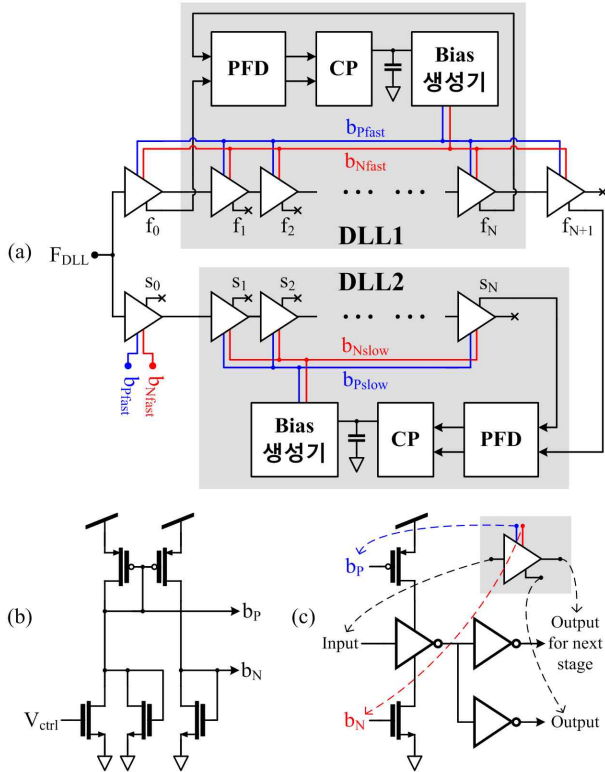 PFD
CP
Bias
생성기
bPfast
bNfast
f0
f1
f2
fN
fN+1
DLL1
(a)
FDLL
DLL2
s0
s1
s2
sN
bNslow
bPslow
bPfast
bNfast
Bias
생성기
CP
PFD
(b)
bP
bN
Vctrl
(c)
bP
Input
bN
Output
for next
stage
Output